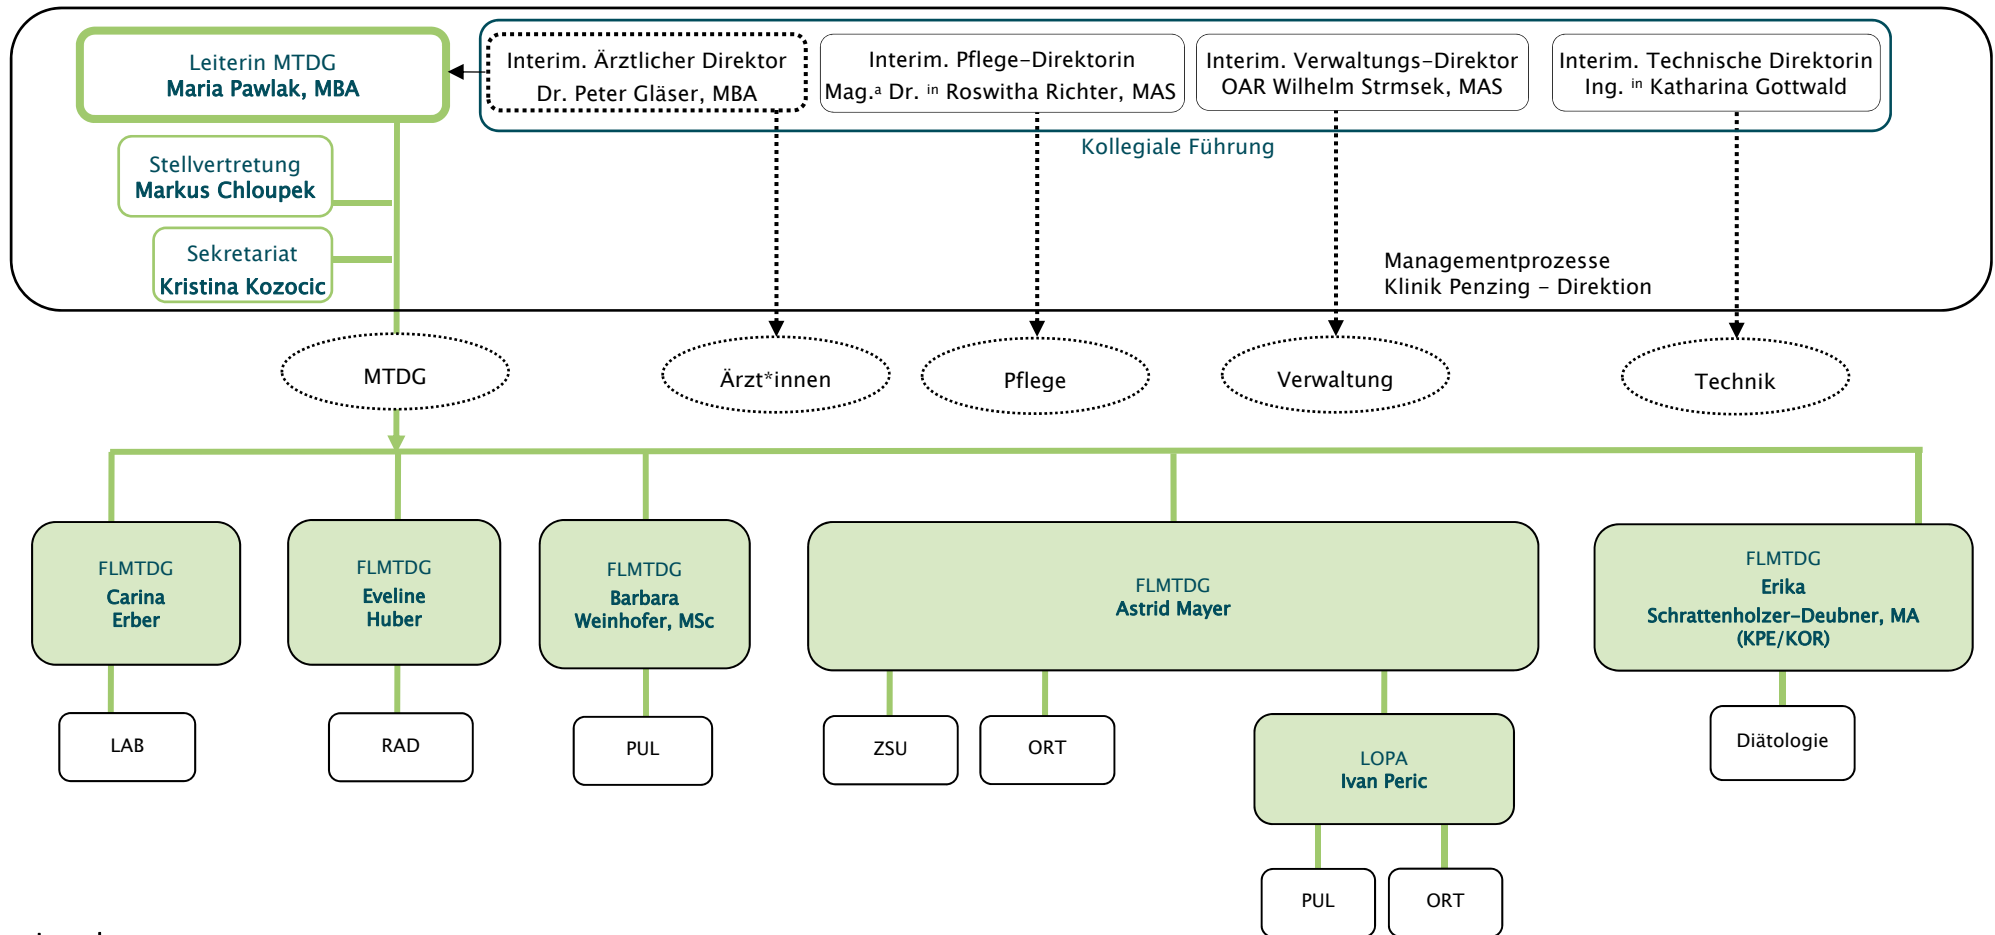 Leiterin MTDG
Maria Pawlak, MBA
Interim. Ärztlicher Direktor
Dr. Peter Gläser, MBA
Interim. Pflege-Direktorin
Mag.ᵃ Dr. ⁱⁿ Roswitha Richter, MAS
Interim. Verwaltungs-Direktor
OAR Wilhelm Strmsek, MAS
Interim. Technische Direktorin
Ing. ⁱⁿ Katharina Gottwald
Kollegiale Führung
Stellvertretung
Markus Chloupek
Sekretariat
Kristina Kozocic
Managementprozesse
Klinik Penzing – Direktion
MTDG
Ärzt*innen
Pflege
Verwaltung
Technik
FLMTDG
Carina
Erber
FLMTDG
Eveline
Huber
FLMTDG
Barbara
Weinhofer, MSc
FLMTDG
Astrid Mayer
FLMTDG
Erika
Schrattenholzer-Deubner, MA
(KPE/KOR)
LAB
RAD
PUL
ZSU
ORT
LOPA
Ivan Peric
Diätologie
PUL
ORT